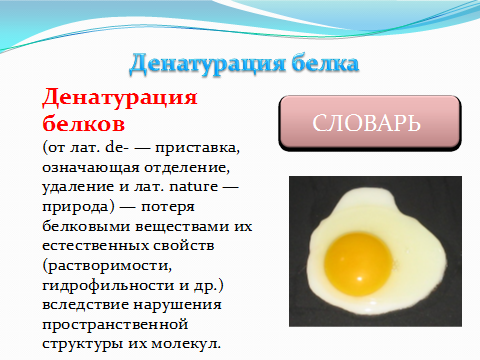 Денатурация белка
Денатурация
белков
(от лат. de- — приставка,
означающая отделение,
удаление и лат. nature —
природа) — потеря
белковыми веществами их
естественных свойств
(растворимости,
гидрофильности и др.)
вследствие нарушения
пространственной
структуры их молекул.
СЛОВАРЬ